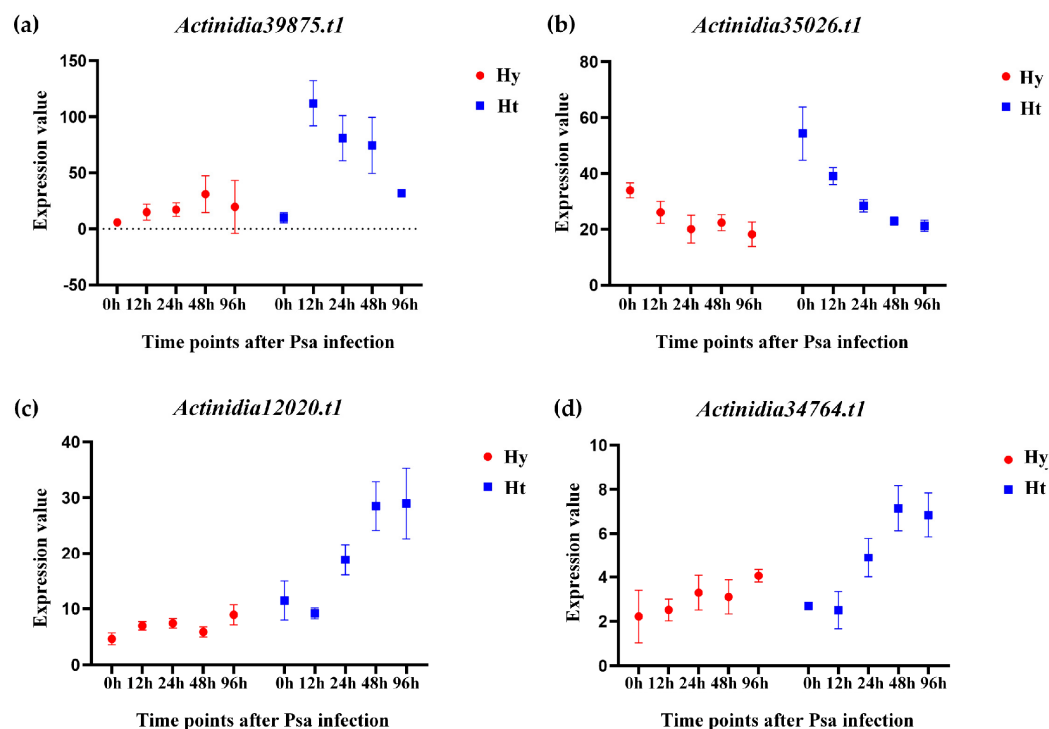 (a) Actinidia39875.t1
150
100
50
0
-50
Expression value
Hy
Ht
0h 12h 24h 48h 96h 0h 12h 24h 48h 96h
Time points after Psa infection
(b) Actinidia35026.t1
80
60
40
20
0
Expression value
Hy
Ht
0h 12h 24h 48h 96h 0h 12h 24h 48h 96h
Time points after Psa infection
(c) Actinidia12020.t1
40
30
20
10
0
Expression value
Hy
Ht
0h 12h 24h 48h 96h 0h 12h 24h 48h 96h
Time points after Psa infection
(d) Actinidia34764.t1
10
8
6
4
2
0
Expression value
Hy
Ht
0h 12h 24h 48h 96h 0h 12h 24h 48h 96h
Time points after Psa infection